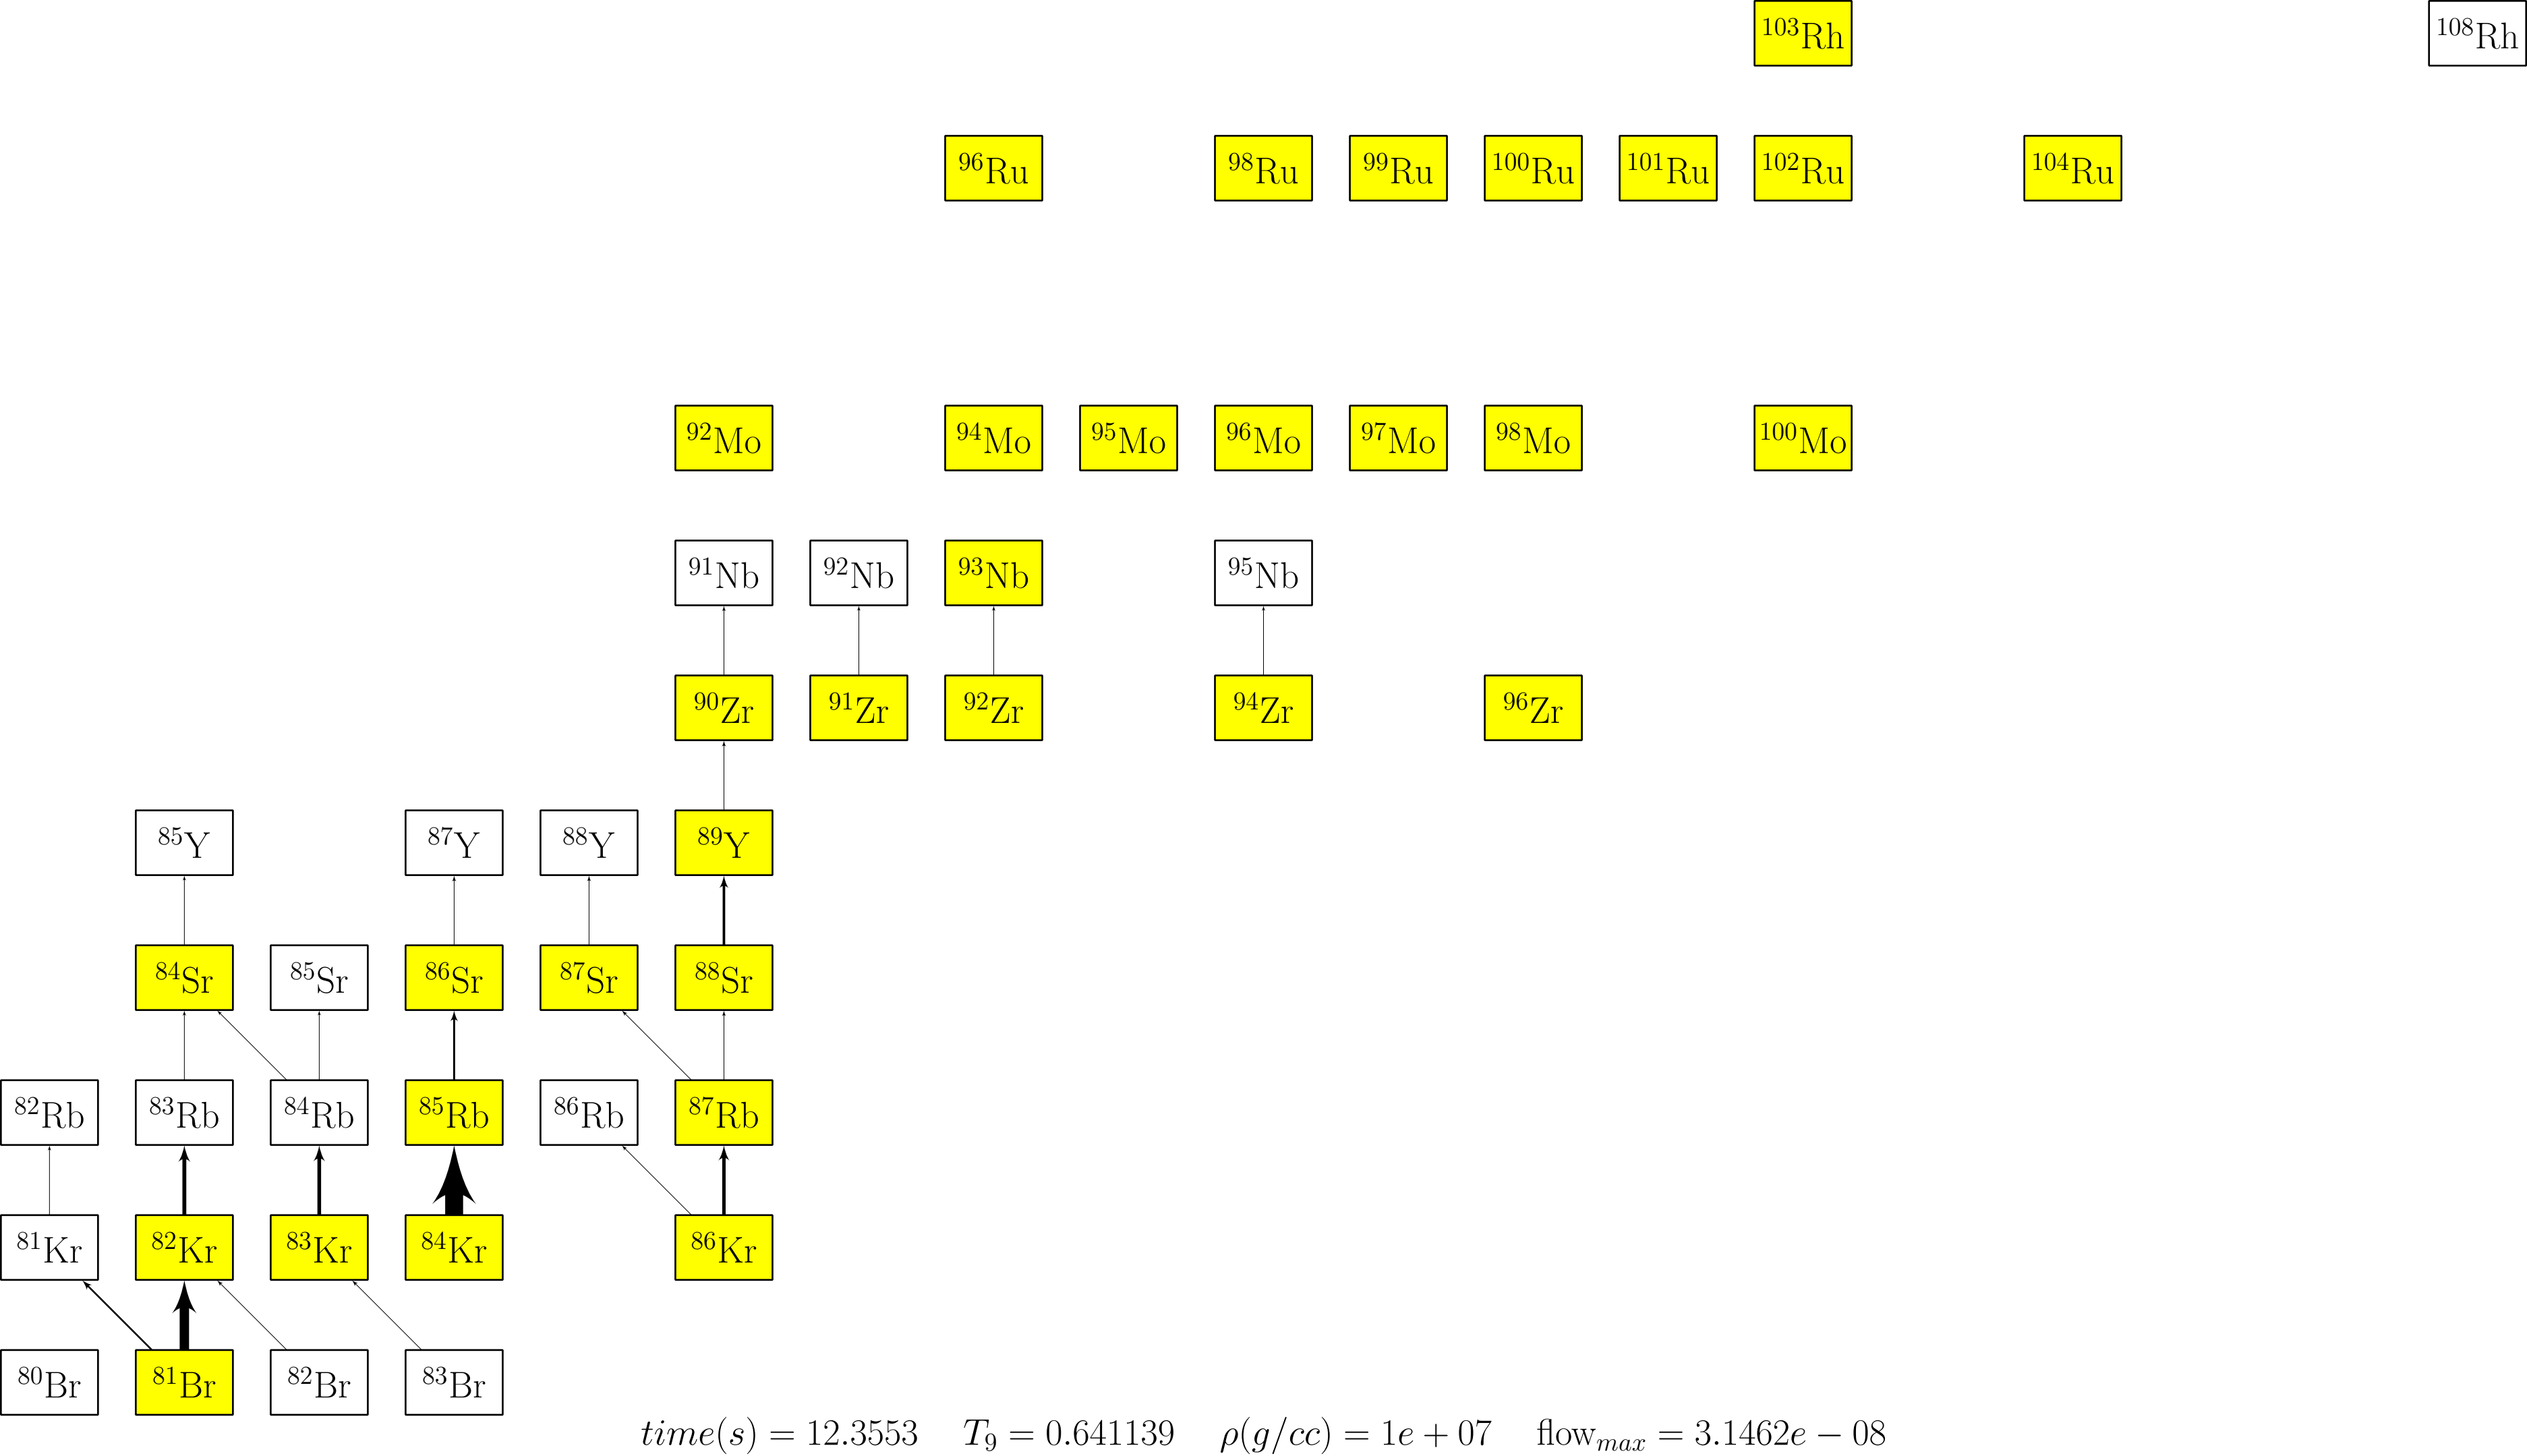 ¹⁰³Rh ¹⁰⁸Rh
⁹⁶Ru ⁹⁸Ru ⁹⁹Ru ¹⁰⁰Ru ¹⁰¹Ru ¹⁰²Ru ¹⁰⁴Ru
⁹²Mo ⁹⁴Mo ⁹⁵Mo ⁹⁶Mo ⁹⁷Mo ⁹⁸Mo ¹⁰⁰Mo
⁹¹Nb ⁹²Nb ⁹³Nb ⁹⁵Nb
⁹⁰Zr ⁹¹Zr ⁹²Zr ⁹⁴Zr ⁹⁶Zr
⁸⁵Y ⁸⁷Y ⁸⁸Y ⁸⁹Y
⁸⁴Sr ⁸⁵Sr ⁸⁶Sr ⁸⁷Sr ⁸⁸Sr
⁸²Rb ⁸³Rb ⁸⁴Rb ⁸⁵Rb ⁸⁶Rb ⁸⁷Rb
⁸¹Kr ⁸²Kr ⁸³Kr ⁸⁴Kr ⁸⁶Kr
⁸⁰Br ⁸¹Br ⁸²Br ⁸³Br
time(s) = 12.3553 T₉ = 0.641139 ρ(g/cc) = 1e + 07 flowₘₐₓ = 3.1462e − 08